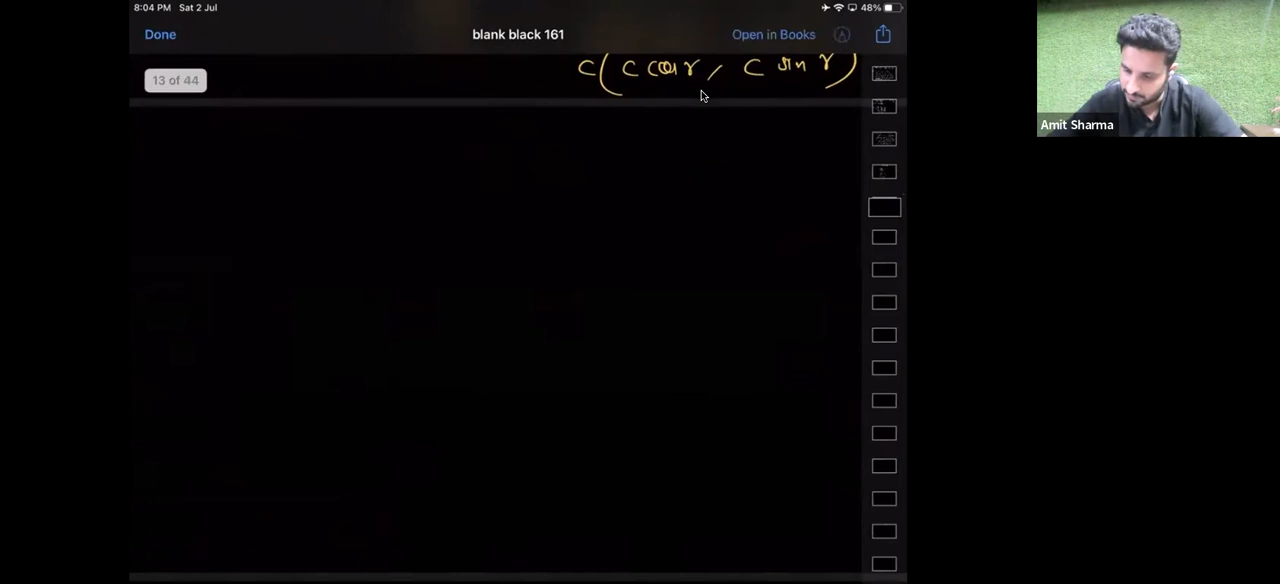 8:04 PM Sat 2 Jul
48%
Done
blank black 161
Open in Books
13 of 44
C( C cos γ , C sin γ )
Amit Sharma